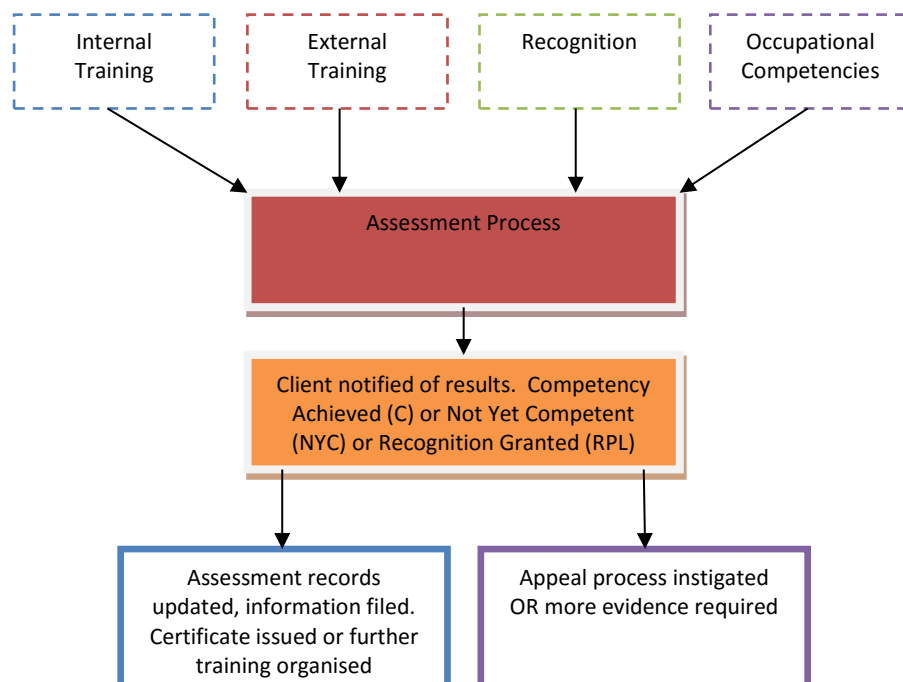 Internal
Training
External
Training
Recognition
Occupational
Competencies
Assessment Process
Client notified of results.  Competency
Achieved (C) or Not Yet Competent
(NYC) or Recognition Granted (RPL)
Assessment records
updated, information filed.
Certificate issued or further
training organised
Appeal process instigated
OR more evidence required